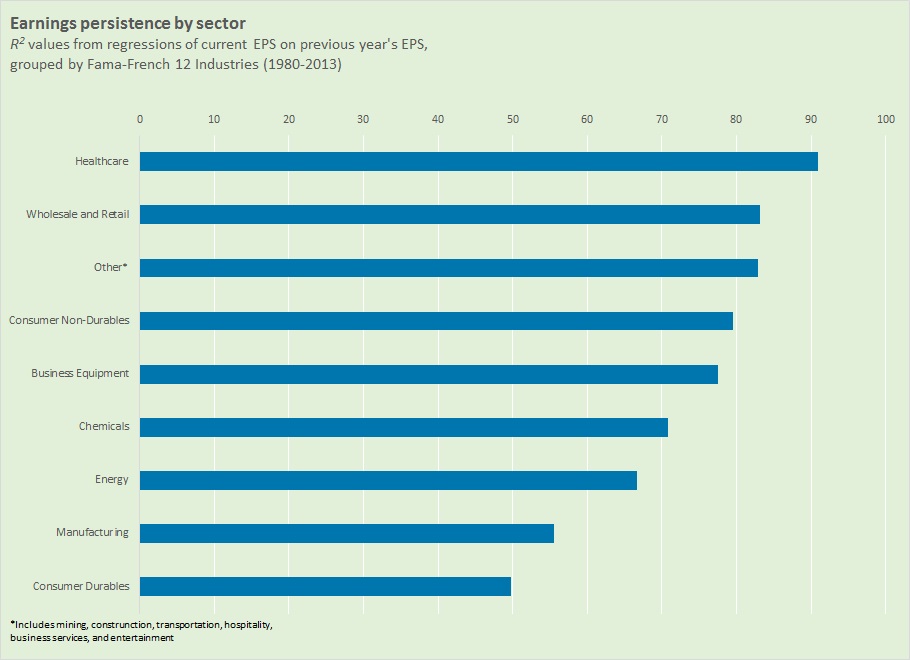 Earnings persistence by sector
R² values from regressions of current EPS on previous year's EPS,
grouped by Fama-French 12 Industries (1980-2013)
0 10 20 30 40 50 60 70 80 90 100
Healthcare
Wholesale and Retail
Other*
Consumer Non-Durables
Business Equipment
Chemicals
Energy
Manufacturing
Consumer Durables
*Includes mining, construnction, transportation, hospitality,
business services, and entertainment